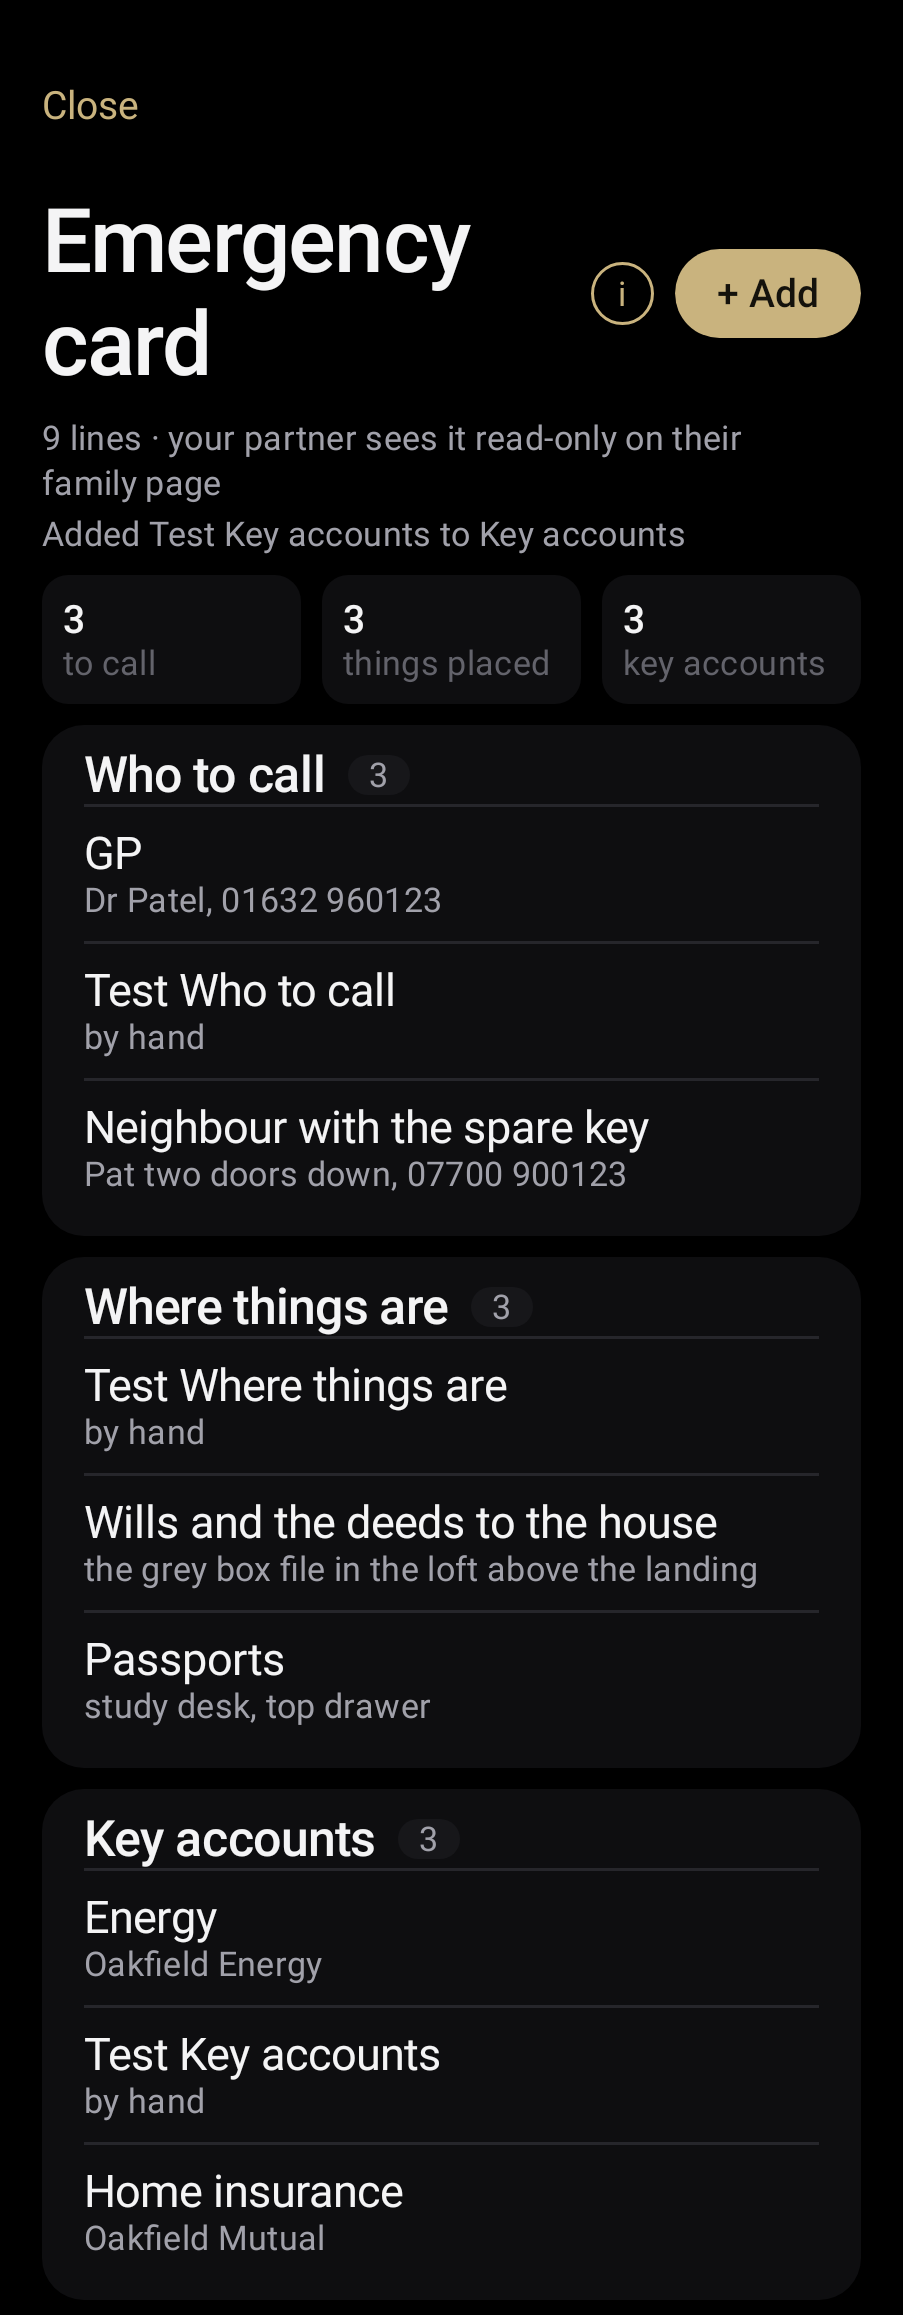 Close
Emergency
card
i
+ Add
9 lines · your partner sees it read-only on their
family page
Added Test Key accounts to Key accounts
3
to call
3
things placed
3
key accounts
Who to call 3
GP
Dr Patel, 01632 960123
Test Who to call
by hand
Neighbour with the spare key
Pat two doors down, 07700 900123
Where things are 3
Test Where things are
by hand
Wills and the deeds to the house
the grey box file in the loft above the landing
Passports
study desk, top drawer
Key accounts 3
Energy
Oakfield Energy
Test Key accounts
by hand
Home insurance
Oakfield Mutual